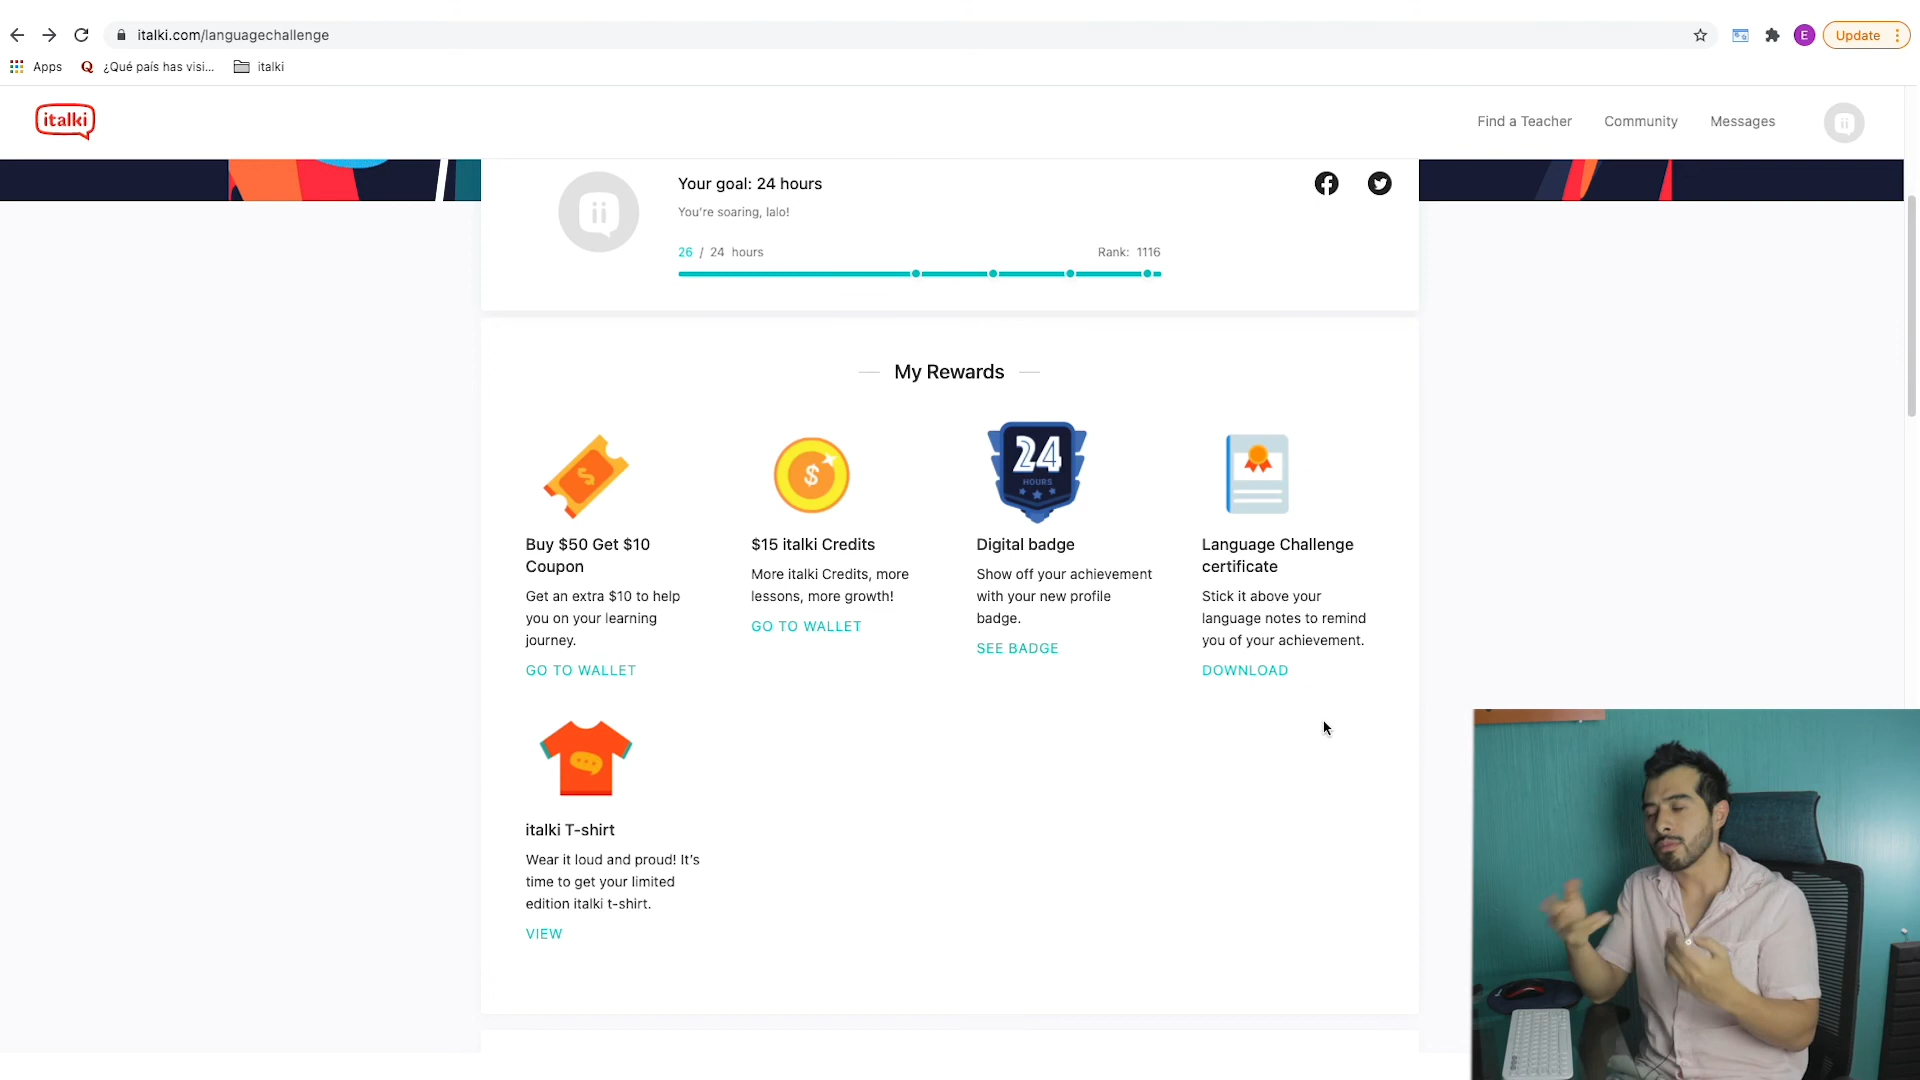 italki.com/languagechallenge
Update
Apps
¿Qué país has visi...
italki
italki
Find a Teacher
Community
Messages
Your goal: 24 hours
You're soaring, lalo!
26 / 24 hours
Rank: 1116
My Rewards
24
HOURS
Buy $50 Get $10
Coupon
Get an extra $10 to help
you on your learning
journey.
GO TO WALLET
$15 italki Credits
More italki Credits, more
lessons, more growth!
GO TO WALLET
Digital badge
Show off your achievement
with your new profile
badge.
SEE BADGE
Language Challenge
certificate
Stick it above your
language notes to remind
you of your achievement.
DOWNLOAD
italki T-shirt
Wear it loud and proud! It's
time to get your limited
edition italki t-shirt.
VIEW